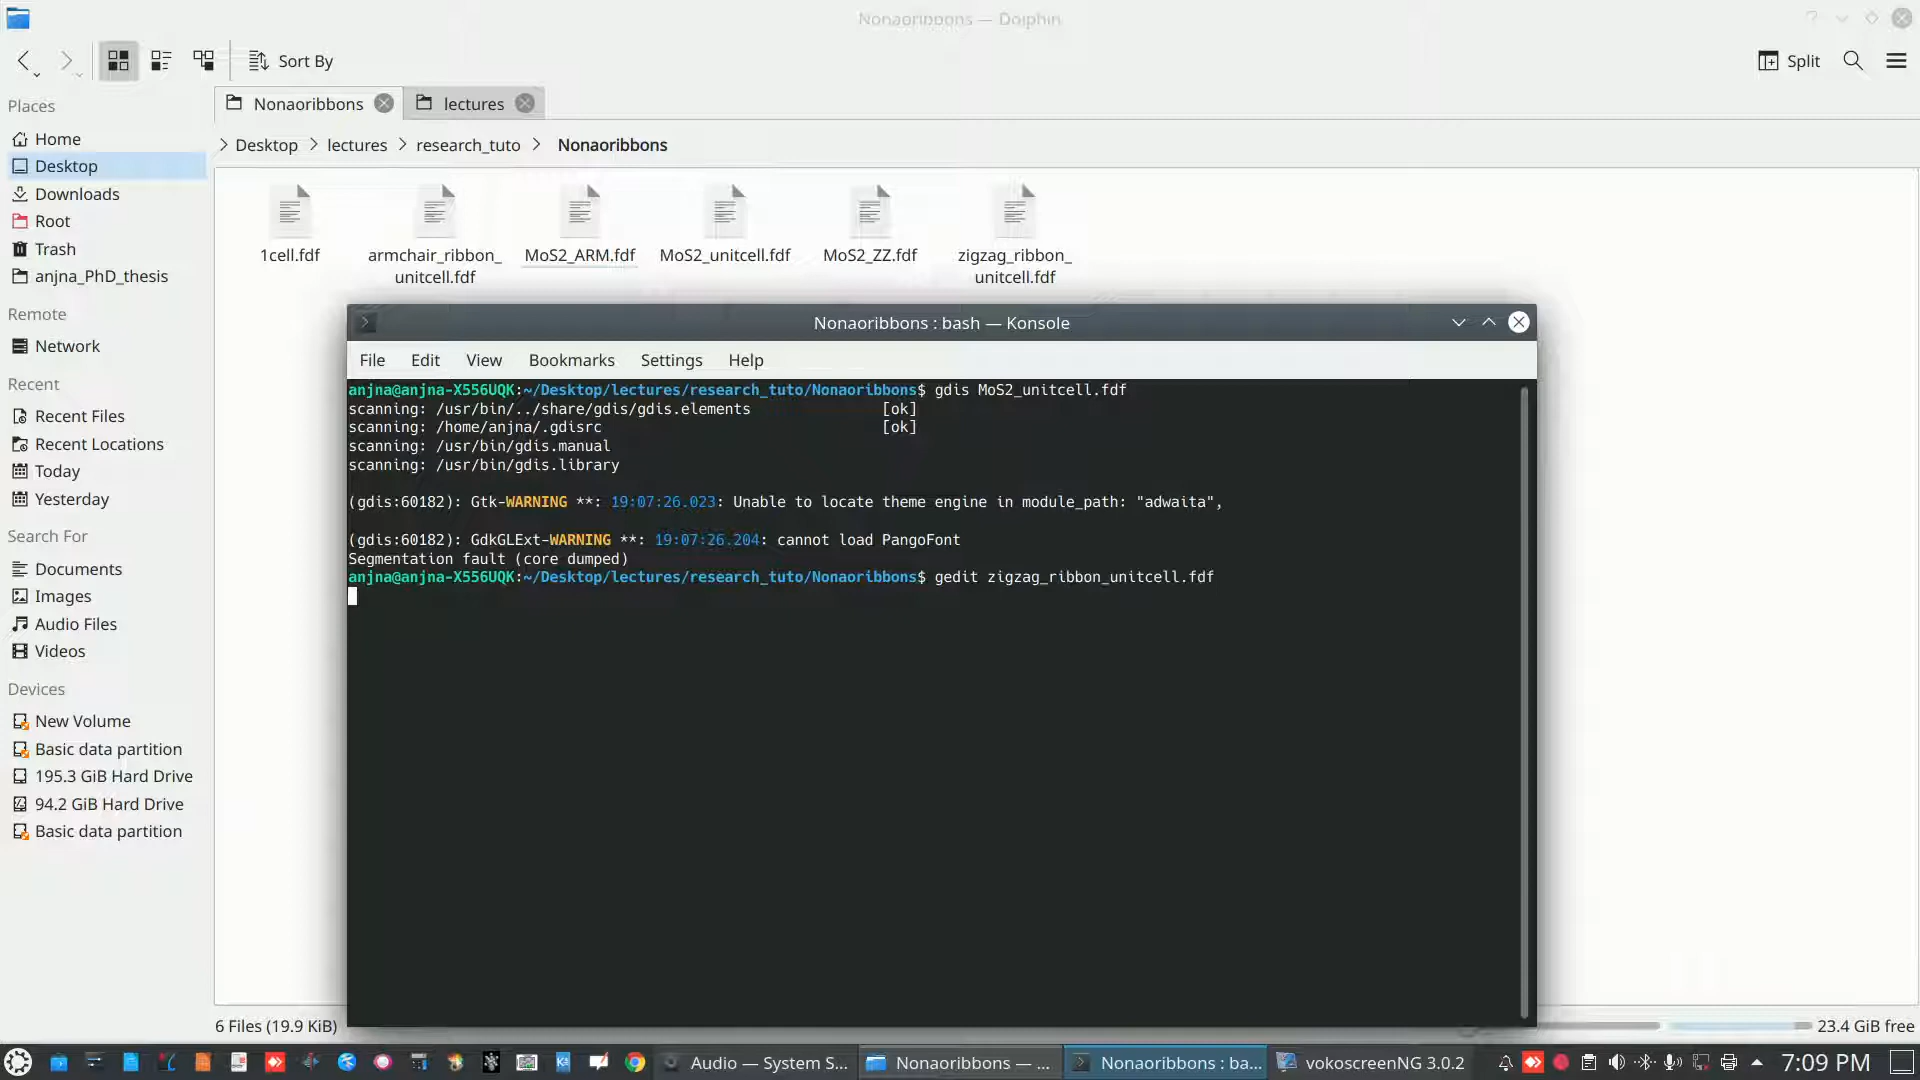 Nonaoribbons — Dolphin
Sort By
Split
Places
Home
Desktop
Downloads
Root
Trash
anjna_PhD_thesis
Remote
Network
Recent
Recent Files
Recent Locations
Today
Yesterday
Search For
Documents
Images
Audio Files
Videos
Devices
New Volume
Basic data partition
195.3 GiB Hard Drive
94.2 GiB Hard Drive
Basic data partition
Nonaoribbons
lectures
Desktop > lectures > research_tuto > Nonaoribbons
1cell.fdf
armchair_ribbon_
unitcell.fdf
MoS2_ARM.fdf
MoS2_unitcell.fdf
MoS2_ZZ.fdf
zigzag_ribbon_
unitcell.fdf
Nonaoribbons : bash — Konsole
File Edit View Bookmarks Settings Help
anjna@anjna-X556UQK:~/Desktop/lectures/research_tuto/Nonaoribbons$ gdis MoS2_unitcell.fdf
scanning: /usr/bin/../share/gdis/gdis.elements [ok]
scanning: /home/anjna/.gdisrc [ok]
scanning: /usr/bin/gdis.manual
scanning: /usr/bin/gdis.library
(gdis:60182): Gtk-WARNING **: 19:07:26.023: Unable to locate theme engine in module_path: "adwaita",
(gdis:60182): GdkGLExt-WARNING **: 19:07:26.204: cannot load PangoFont
Segmentation fault (core dumped)
anjna@anjna-X556UQK:~/Desktop/lectures/research_tuto/Nonaoribbons$ gedit zigzag_ribbon_unitcell.fdf
6 Files (19.9 KiB)
23.4 GiB free
Audio — System S...
Nonaoribbons — ...
Nonaoribbons : ba...
vokoscreenNG 3.0.2
7:09 PM